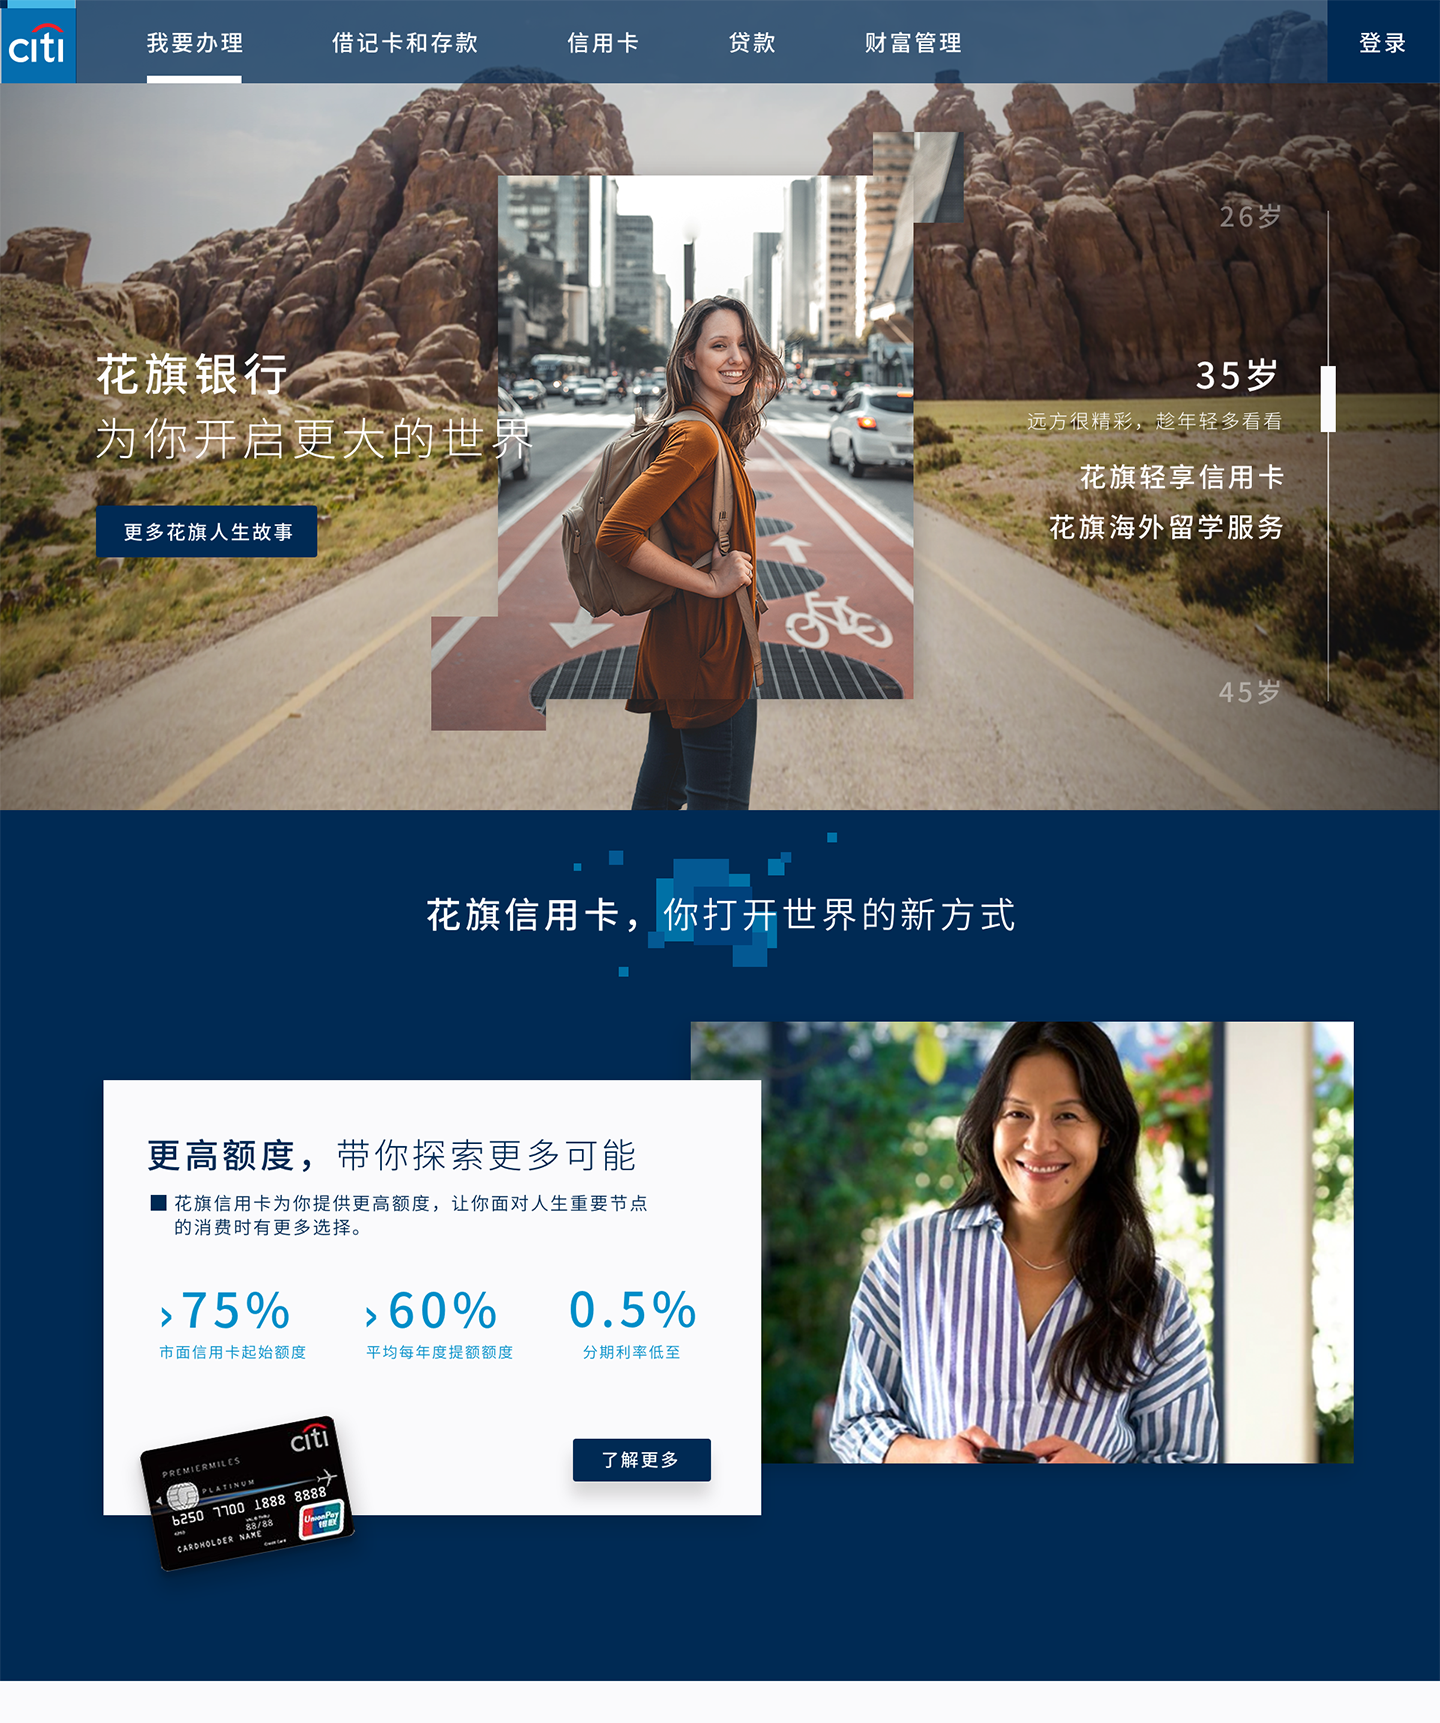 citi
我要办理
借记卡和存款
信用卡
贷款
财富管理
登录
26岁
花旗银行
为你开启更大的世界
更多花旗人生故事
35岁
远方很精彩，趁年轻多看看
花旗轻享信用卡
花旗海外留学服务
45岁
花旗信用卡，你打开世界的新方式
更高额度，带你探索更多可能
花旗信用卡为你提供更高额度，让你面对人生重要节点
的消费时有更多选择。
›75%
›60%
0.5%
市面信用卡起始额度
平均每年度提额额度
分期利率低至
了解更多
citi
PREMIERMILES
PLATINUM
6250 7700 1888 8888
88/88
CARDHOLDER NAME
Credit Card
UnionPay
银联